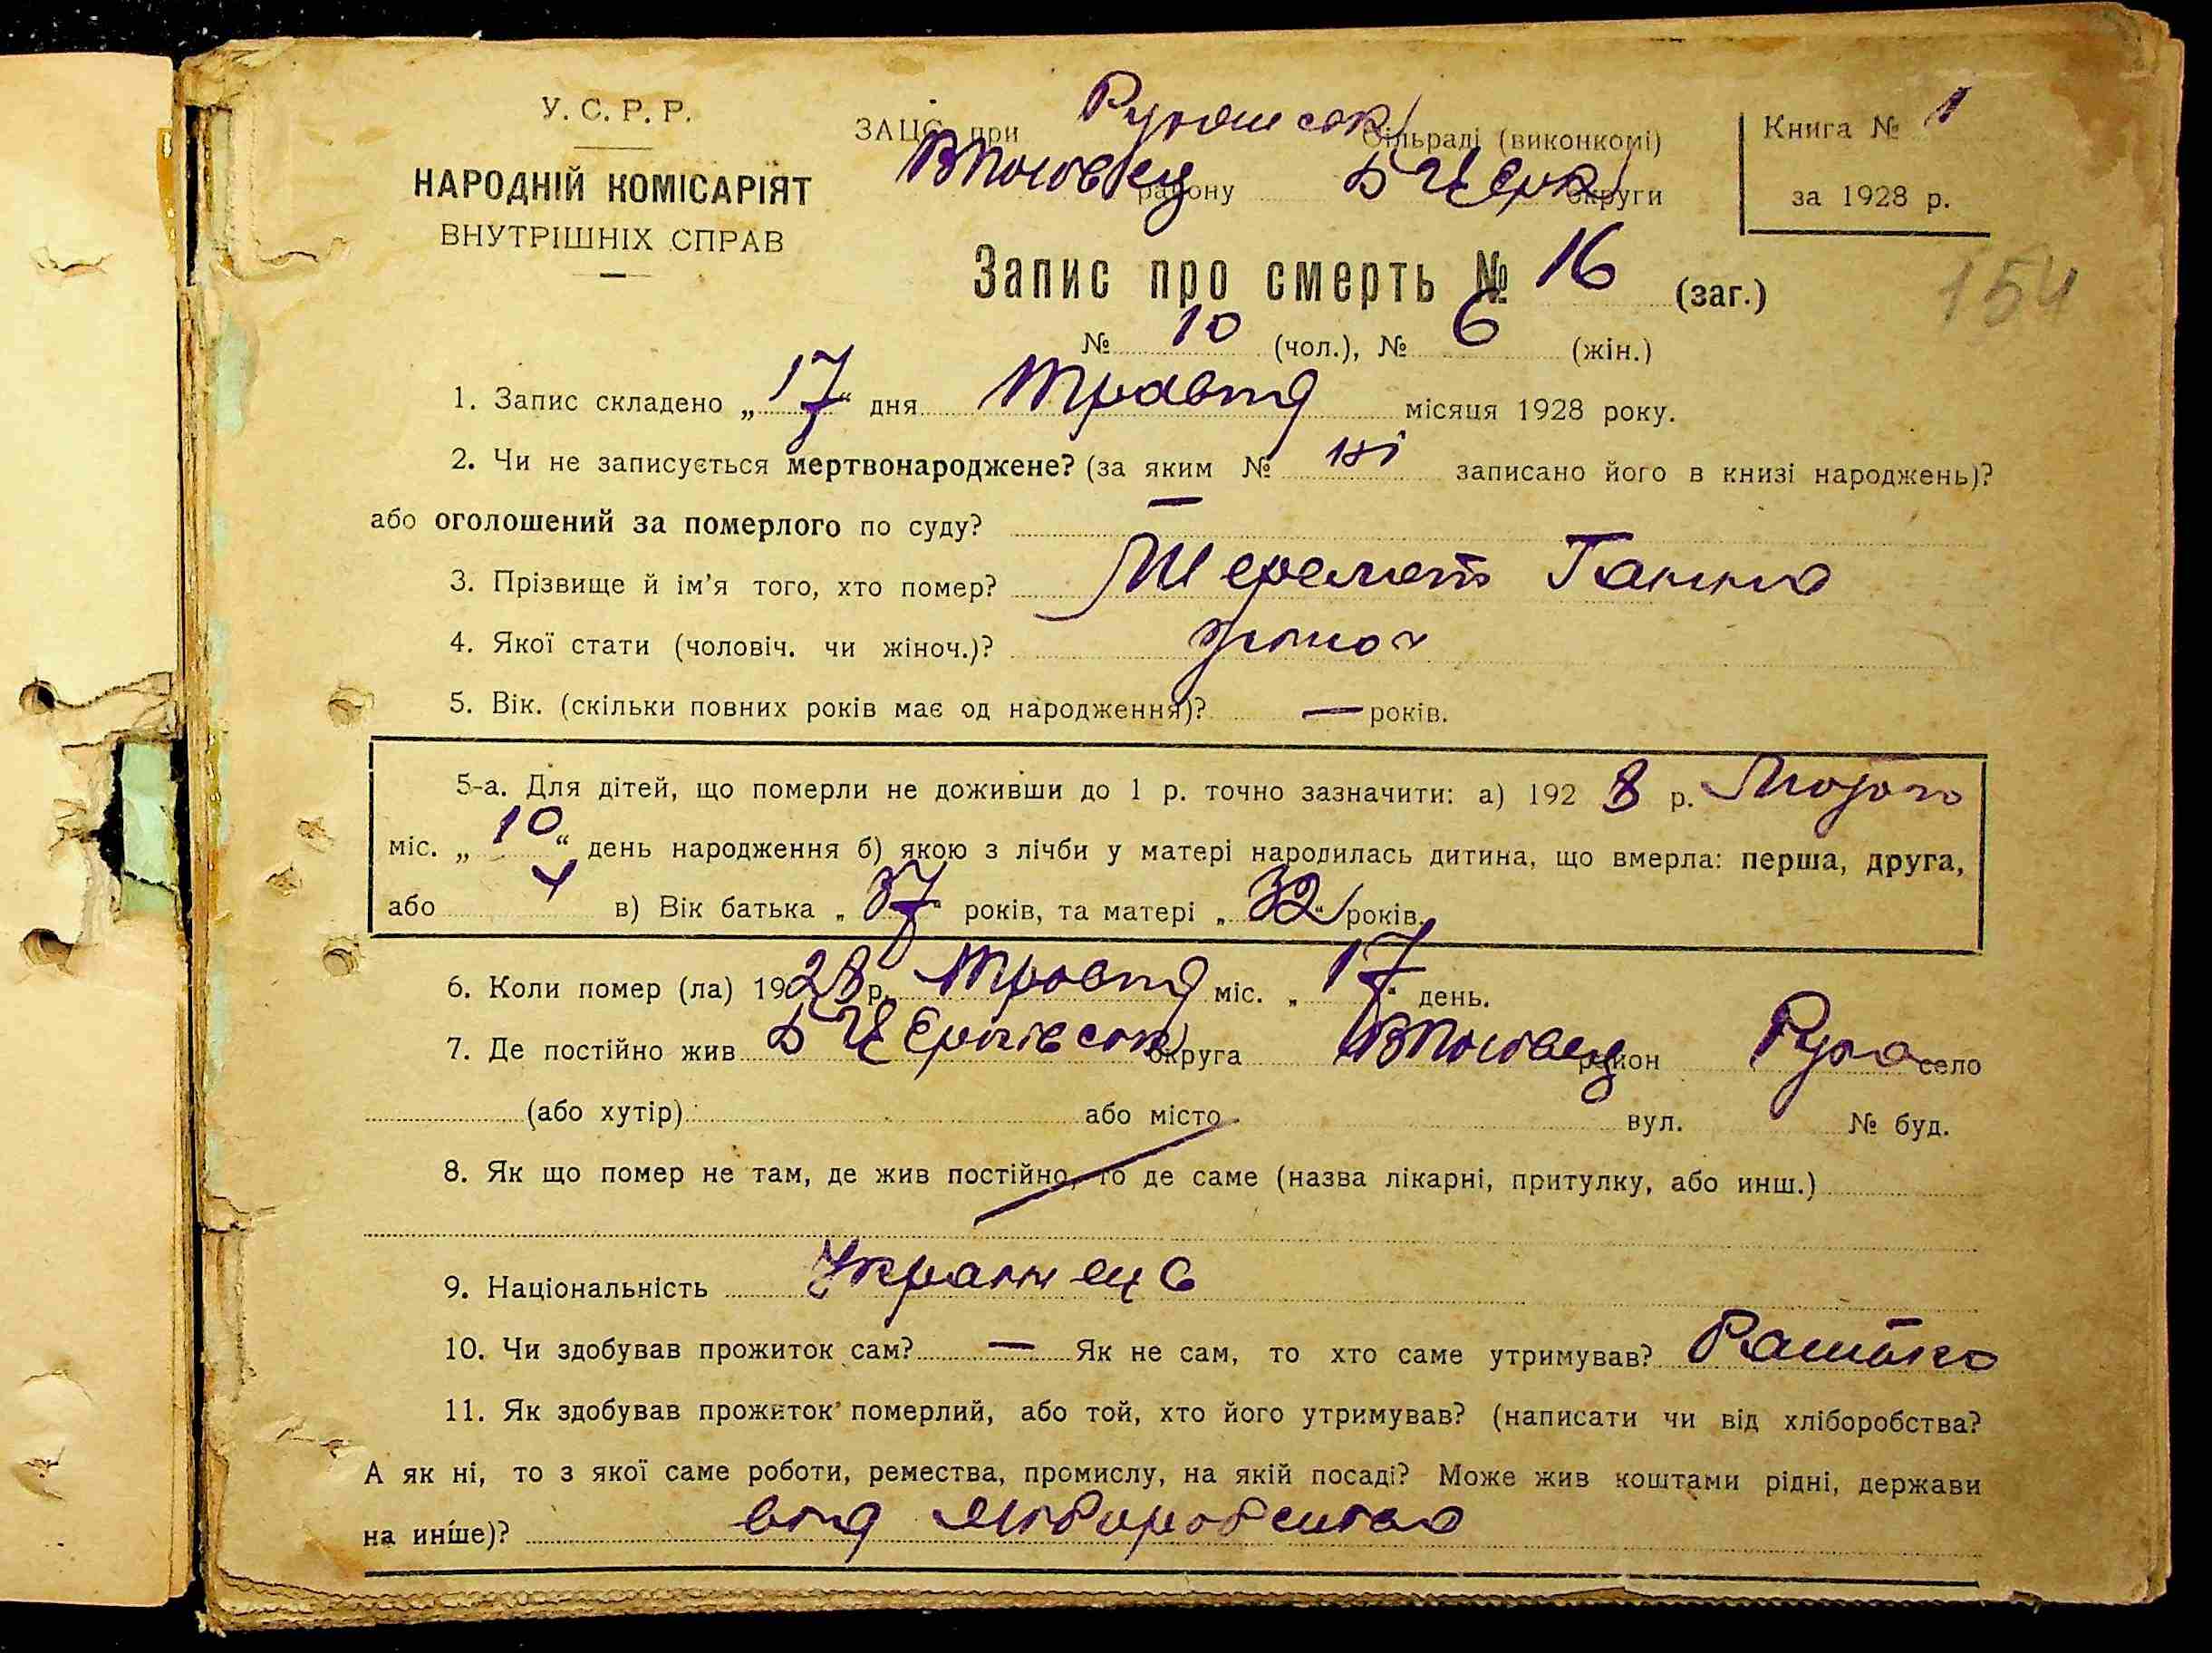 У. С. Р. Р.
НАРОДНІЙ КОМІСАРІЯТ
ВНУТРІШНІХ СПРАВ
ЗАЦС при сільраді (виконкомі)
району Б Церк округи
Книга № 1
за 1928 р.
Запис про смерть № 16 (заг.)
154
№ 10 (чол.), № 6 (жін.)
1. Запис складено „17“ дня травня місяця 1928 року.
2. Чи не записується мертвонароджене? (за яким № ні записано його в книзі народжень)?
або оголошений за померлого по суду? —
3. Прізвище й ім’я того, хто помер? Шеремет Ганна
4. Якої стати (чоловіч. чи жіноч.)? жіноч
5. Вік. (скільки повних років має од народження)? — років.
5-а. Для дітей, що померли не доживши до 1 р. точно зазначити: а) 1928 р. Лютого
міс. „10“ день народження б) якою з лічби у матері народилась дитина, що вмерла: перша, друга,
або в) Вік батька „37“ років, та матері „32“ років.
6. Коли помер (ла) 1928 р. травня міс. „17“ день.
7. Де постійно жив Б Церківськ округа район Руда село
(або хутір) або місто вул. № буд.
8. Як що помер не там, де жив постійно, то де саме (назва лікарні, притулку, або инш.)
9. Національність
10. Чи здобував прожиток сам? — Як не сам, то хто саме утримував? Батько
11. Як здобував прожиток померлий, або той, хто його утримував? (написати чи від хліборобства?
А як ні, то з якої саме роботи, ремества, промислу, на якій посаді? Може жив коштами рідні, держави
на инше)? від хліборобства